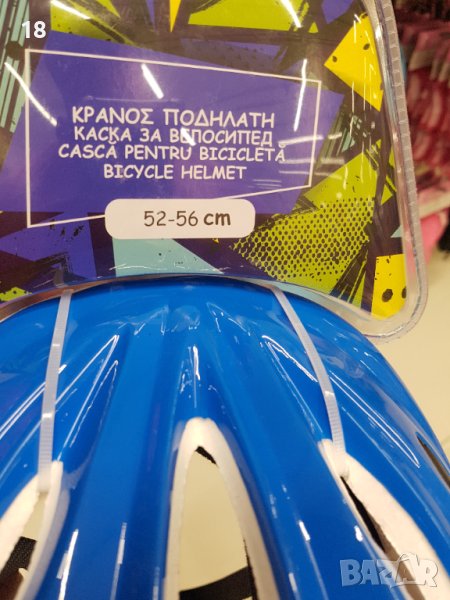 18
ΚΡΑΝΟΣ ΠΟΔΗΛΑΤΗ
КАСКА ЗА ВЕЛОСИПЕД
CASCĂ PENTRU BICICLETĂ
BICYCLE HELMET
52-56 cm
BAZAR